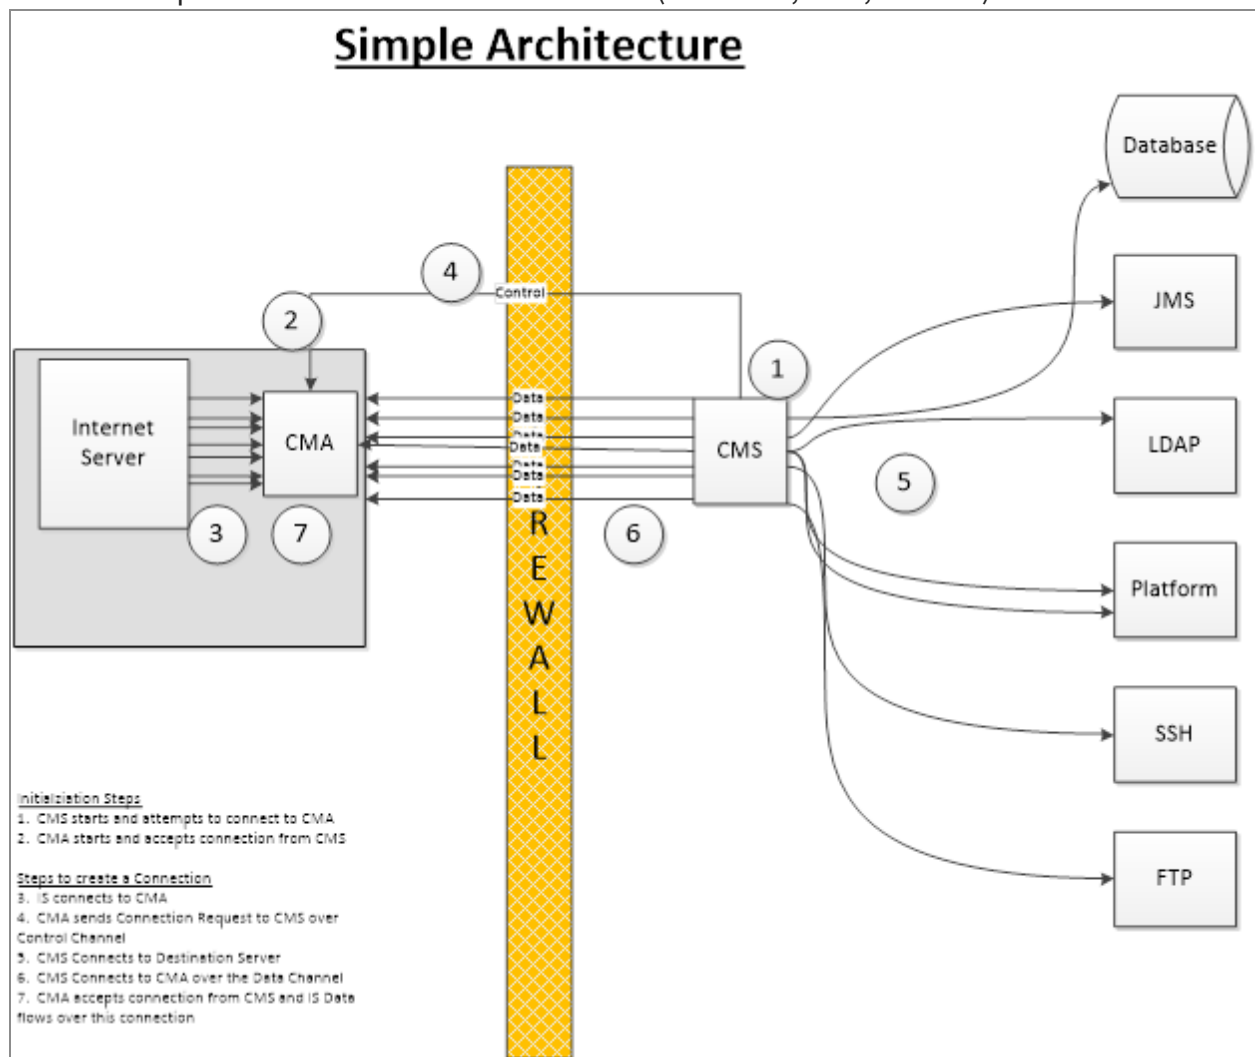 Simple Architecture
Database
4
Control
JMS
2
1
Data
Data
Data
Data
Data
Data
Data
Internet
Server
CMA
CMS
LDAP
5
3
7
6
R
E
W
A
L
L
Platform
SSH
FTP
Initialziation Steps
1. CMS starts and attempts to connect to CMA
2. CMA starts and accepts connection from CMS
Steps to create a Connection
3. IS connects to CMA
4. CMA sends Connection Request to CMS over
Control Channel
5. CMS Connects to Destination Server
6. CMS Connects to CMA over the Data Channel
7. CMA accepts connection from CMS and IS Data
flows over this connection